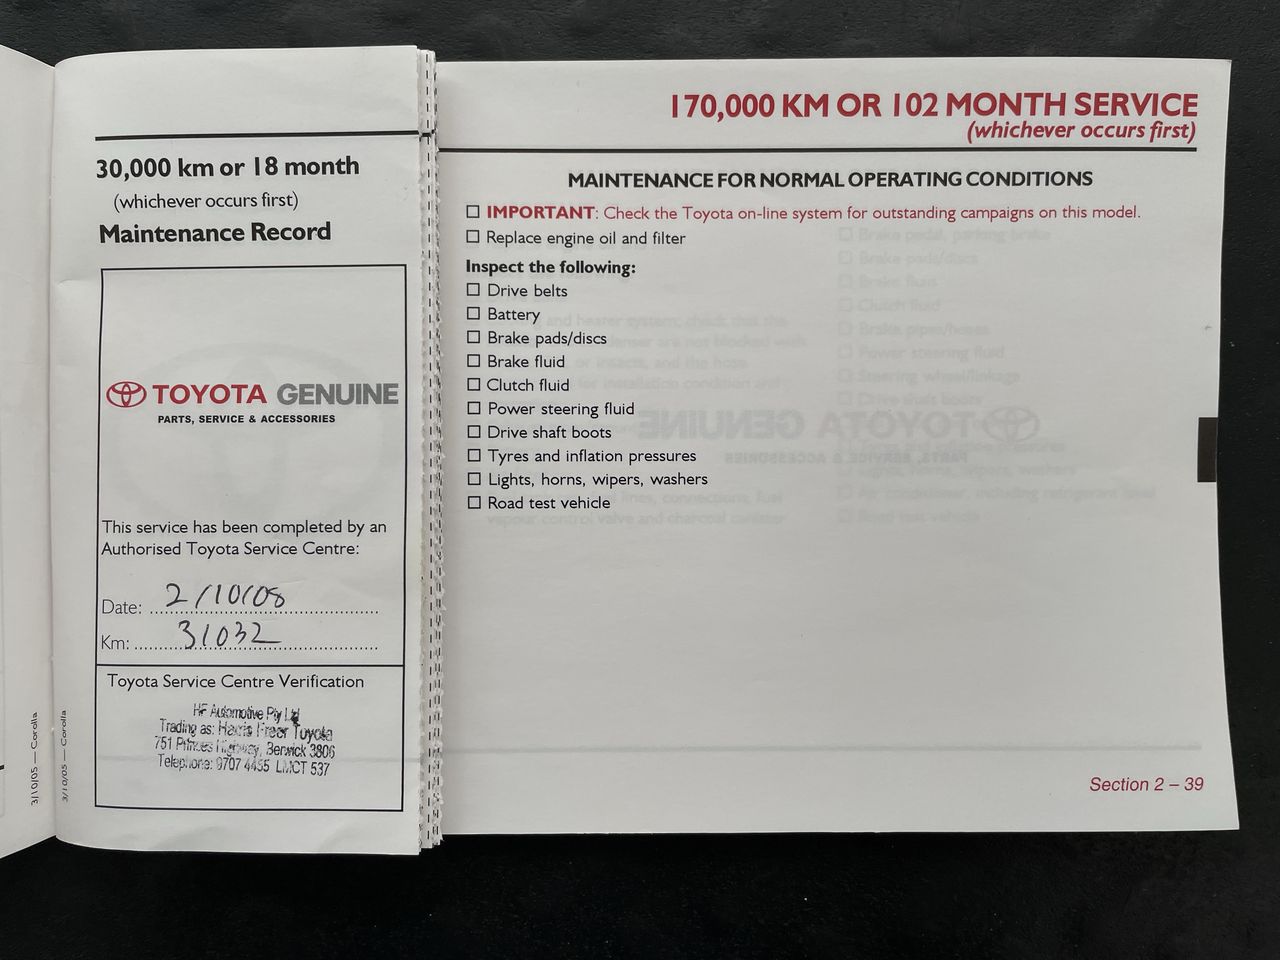 30,000 km or 18 month
(whichever occurs first)
Maintenance Record
TOYOTA GENUINE
PARTS, SERVICE & ACCESSORIES
This service has been completed by an
Authorised Toyota Service Centre:
Date: 2/10/08
Km: 31032
Toyota Service Centre Verification
HF Automotive Pty Ltd
Trading as: Harris Freer Toyota
751 Princes Highway, Berwick 3806
Telephone: 9707 4455 LMCT 537
3/10/05 — Corolla
3/10/05 — Corolla
170,000 KM OR 102 MONTH SERVICE
(whichever occurs first)
MAINTENANCE FOR NORMAL OPERATING CONDITIONS
IMPORTANT: Check the Toyota on-line system for outstanding campaigns on this model.
Replace engine oil and filter
Inspect the following:
Drive belts
Battery
Brake pads/discs
Brake fluid
Clutch fluid
Power steering fluid
Drive shaft boots
Tyres and inflation pressures
Lights, horns, wipers, washers
Road test vehicle
Section 2 – 39